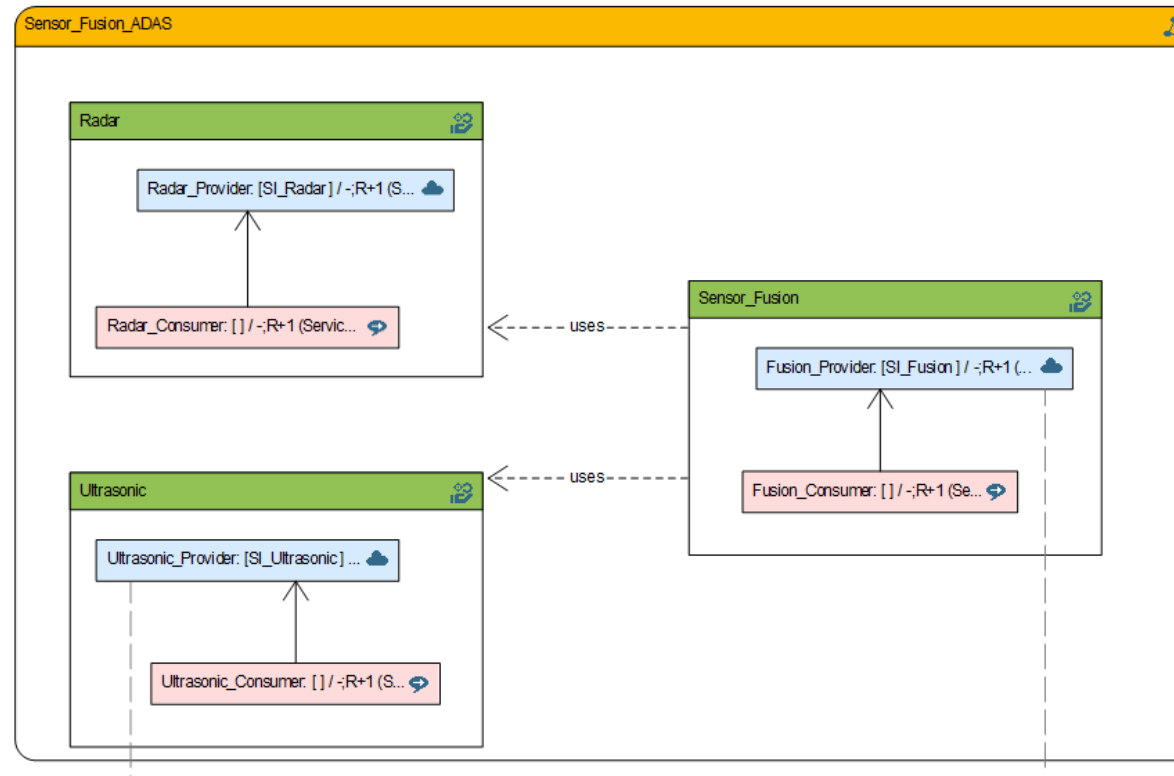 Sensor_Fusion_ADAS
Radar
Radar_Provider: [SI_Radar] / -;R+1 (S...
Radar_Consumer: [ ] / -;R+1 (Servic...
uses
Sensor_Fusion
Fusion_Provider: [SI_Fusion] / -;R+1 (...
Fusion_Consumer: [ ] / -;R+1 (Se...
uses
Ultrasonic
Ultrasonic_Provider: [SI_Ultrasonic] ...
Ultrasonic_Consumer: [ ] / -;R+1 (S...